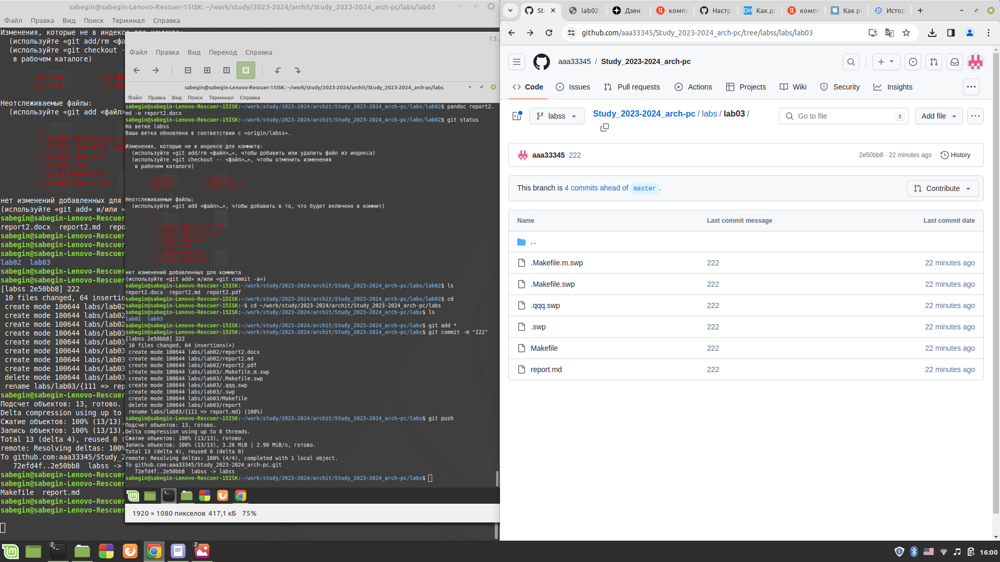 sabegin@sabegin-Lenovo-Rescuer-15ISK: ~/work/study/2023-2024/archit/Study_2023-2024_arch-pc/labs/lab03
Файл Правка Вид Поиск Терминал Справка
Изменения, которые не в индексе для коммита:
(используйте «git add/rm <фа
(используйте «git checkout -
в рабочем каталоге)
удалено: ../lab0
удалено: ../lab0
Неотслеживаемые файлы:
(используйте «git add <файл>
./
../lab03/.Makefile.m.s
../lab03/.Makefile.swp
../lab03/.qqq.swp
../lab03/.swp
../lab03/Makefile
../lab03/report.md
нет изменений добавленных для
(используйте «git add» и/или «
sabegin@sabegin-Lenovo-Rescuer
report2.docx report2.md repo
sabegin@sabegin-Lenovo-Rescuer
sabegin@sabegin-Lenovo-Rescuer
sabegin@sabegin-Lenovo-Rescuer
lab02 lab03
sabegin@sabegin-Lenovo-Rescuer
sabegin@sabegin-Lenovo-Rescuer
[labss 2e50bb8] 222
10 files changed, 64 insertio
create mode 100644 labs/lab02
create mode 100644 labs/lab02
create mode 100644 labs/lab02
create mode 100644 labs/lab03
create mode 100644 labs/lab03
create mode 100644 labs/lab03
create mode 100644 labs/lab03
create mode 100644 labs/lab03
delete mode 100644 labs/lab03
rename labs/lab03/{111 => rep
sabegin@sabegin-Lenovo-Rescuer
Подсчет объектов: 13, готово.
Delta compression using up to
Сжатие объектов: 100% (13/13),
Запись объектов: 100% (13/13),
Total 13 (delta 4), reused 0 (
remote: Resolving deltas: 100%
To github.com:aaa33345/Study_2
72efd4f..2e50bb8 labss ->
sabegin@sabegin-Lenovo-Rescuer
sabegin@sabegin-Lenovo-Rescuer
Makefile report.md
sabegin@sabegin-Lenovo-Rescuer
sabegin@sabegin-Lenovo-Rescuer
13.
Файл Правка Вид Переход Справка
sabegin@sabegin-Lenovo-Rescuer-15ISK: ~/work/study/2023-2024/archit/Study_2023-2024_arch-pc/labs
Файл Правка Вид Поиск Терминал Справка
sabegin@sabegin-Lenovo-Rescuer-15ISK:~/work/study/2023-2024/archit/Study_2023-2024_arch-pc/labs/lab02$ pandoc report2.
md -o report2.docx
sabegin@sabegin-Lenovo-Rescuer-15ISK:~/work/study/2023-2024/archit/Study_2023-2024_arch-pc/labs/lab02$ git status
На ветке labss
Ваша ветка обновлена в соответствии с «origin/labss».
Изменения, которые не в индексе для коммита:
(используйте «git add/rm <файл>…», чтобы добавить или удалить файл из индекса)
(используйте «git checkout -- <файл>…», чтобы отменить изменения
в рабочем каталоге)
удалено: ../lab03/111
удалено: ../lab03/report
Неотслеживаемые файлы:
(используйте «git add <файл>…», чтобы добавить в то, что будет включено в коммит)
./
../lab03/.Makefile.m.swp
../lab03/.Makefile.swp
../lab03/.qqq.swp
../lab03/.swp
../lab03/Makefile
../lab03/report.md
нет изменений добавленных для коммита
(используйте «git add» и/или «git commit -a»)
sabegin@sabegin-Lenovo-Rescuer-15ISK:~/work/study/2023-2024/archit/Study_2023-2024_arch-pc/labs/lab02$ ls
report2.docx report2.md report2.pdf
sabegin@sabegin-Lenovo-Rescuer-15ISK:~/work/study/2023-2024/archit/Study_2023-2024_arch-pc/labs/lab02$ cd
sabegin@sabegin-Lenovo-Rescuer-15ISK:~$ cd ~/work/study/2023-2024/archit/Study_2023-2024_arch-pc/labs
sabegin@sabegin-Lenovo-Rescuer-15ISK:~/work/study/2023-2024/archit/Study_2023-2024_arch-pc/labs$ ls
lab02 lab03
sabegin@sabegin-Lenovo-Rescuer-15ISK:~/work/study/2023-2024/archit/Study_2023-2024_arch-pc/labs$ git add *
sabegin@sabegin-Lenovo-Rescuer-15ISK:~/work/study/2023-2024/archit/Study_2023-2024_arch-pc/labs$ git commit -m "222"
[labss 2e50bb8] 222
10 files changed, 64 insertions(+)
create mode 100644 labs/lab02/report2.docx
create mode 100644 labs/lab02/report2.md
create mode 100644 labs/lab02/report2.pdf
create mode 100644 labs/lab03/.Makefile.m.swp
create mode 100644 labs/lab03/.Makefile.swp
create mode 100644 labs/lab03/.qqq.swp
create mode 100644 labs/lab03/.swp
create mode 100644 labs/lab03/Makefile
delete mode 100644 labs/lab03/report
rename labs/lab03/{111 => report.md} (100%)
sabegin@sabegin-Lenovo-Rescuer-15ISK:~/work/study/2023-2024/archit/Study_2023-2024_arch-pc/labs$ git push
Подсчет объектов: 13, готово.
Delta compression using up to 8 threads.
Сжатие объектов: 100% (13/13), готово.
Запись объектов: 100% (13/13), 3.26 MiB | 2.90 MiB/s, готово.
Total 13 (delta 4), reused 0 (delta 0)
remote: Resolving deltas: 100% (4/4), completed with 1 local object.
To github.com:aaa33345/Study_2023-2024_arch-pc.git
72efd4f..2e50bb8 labss -> labss
sabegin@sabegin-Lenovo-Rescuer-15ISK:~/work/study/2023-2024/archit/Study_2023-2024_arch-pc/labs$
1920 × 1080 пикселов 417,1 кБ 75%
St lab02. Дзен компи Настр DH Как до компи Как ре Истор
github.com/aaa33345/Study_2023-2024_arch-pc/tree/labss/labs/lab03
aaa33345 / Study_2023-2024_arch-pc
Code Issues Pull requests Actions Projects Wiki Security Insights
labss Study_2023-2024_arch-pc / labs / lab03 / Go to file t Add file
aaa33345 222 2e50bb8 · 22 minutes ago History
This branch is 4 commits ahead of master . Contribute
Name Last commit message Last commit date
..
.Makefile.m.swp 222 22 minutes ago
.Makefile.swp 222 22 minutes ago
.qqq.swp 222 22 minutes ago
.swp 222 22 minutes ago
Makefile 222 22 minutes ago
report.md 222 22 minutes ago
2 2 16:00